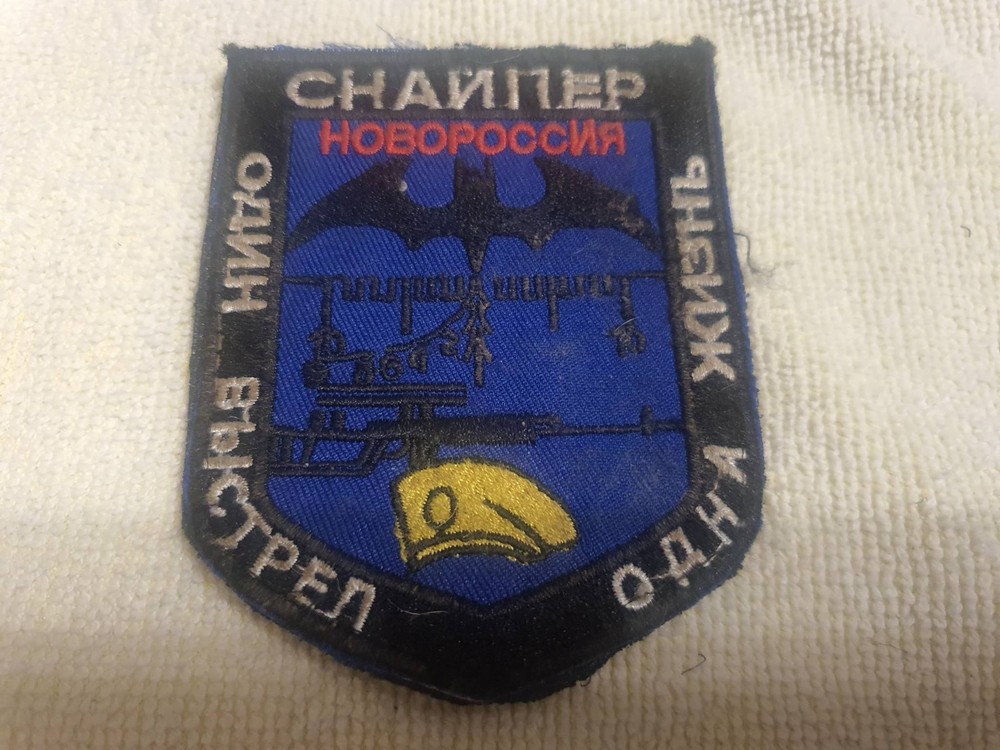 СНАЙПЕР
НОВОРОССИЯ
ОДИН ВЫСТРЕЛ
ОДНА ЖИЗНЬ